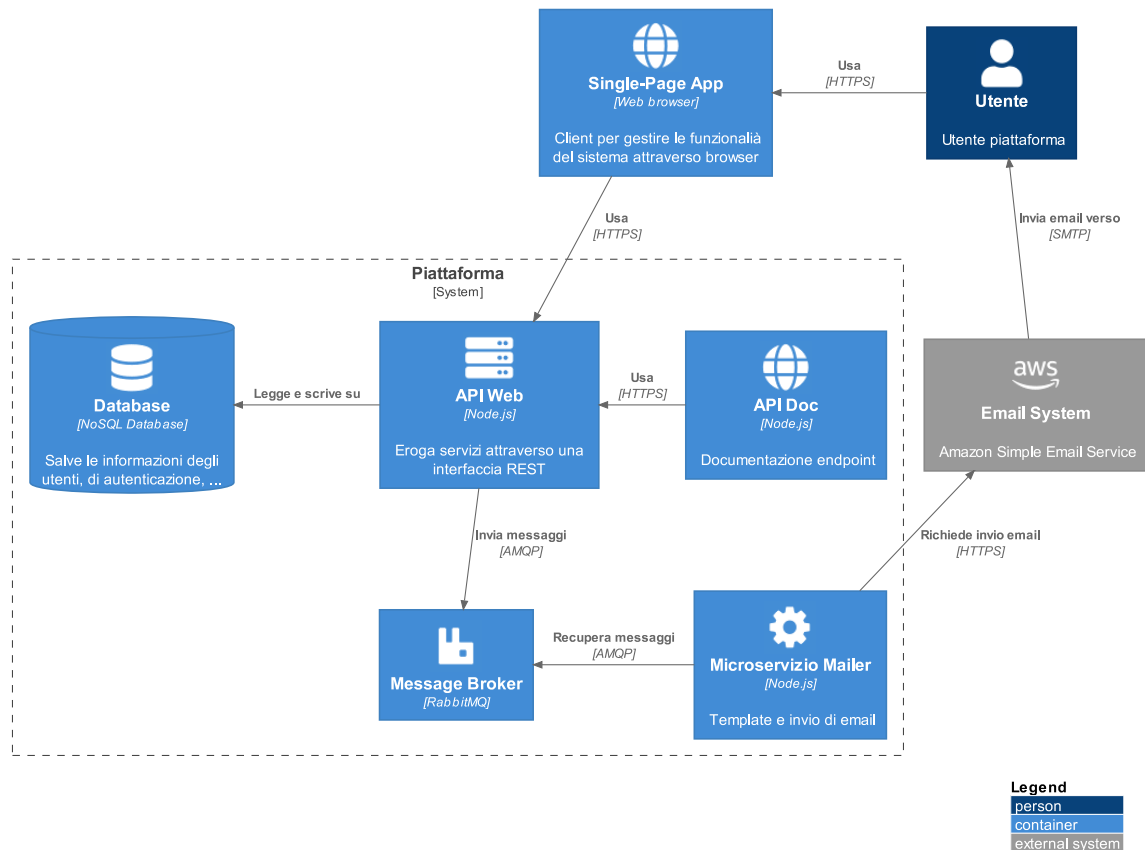 Single-Page App
[Web browser]
Client per gestire le funzionalià
del sistema attraverso browser
Usa
[HTTPS]
Utente
Utente piattaforma
Usa
[HTTPS]
Invia email verso
[SMTP]
Piattaforma
[System]
Database
[NoSQL Database]
Salve le informazioni degli
utenti, di autenticazione, ...
Legge e scrive su
API Web
[Node.js]
Eroga servizi attraverso una
interfaccia REST
Usa
[HTTPS]
API Doc
[Node.js]
Documentazione endpoint
aws
Email System
Amazon Simple Email Service
Invia messaggi
[AMQP]
Richiede invio email
[HTTPS]
Message Broker
[RabbitMQ]
Recupera messaggi
[AMQP]
Microservizio Mailer
[Node.js]
Template e invio di email
Legend
person
container
external system